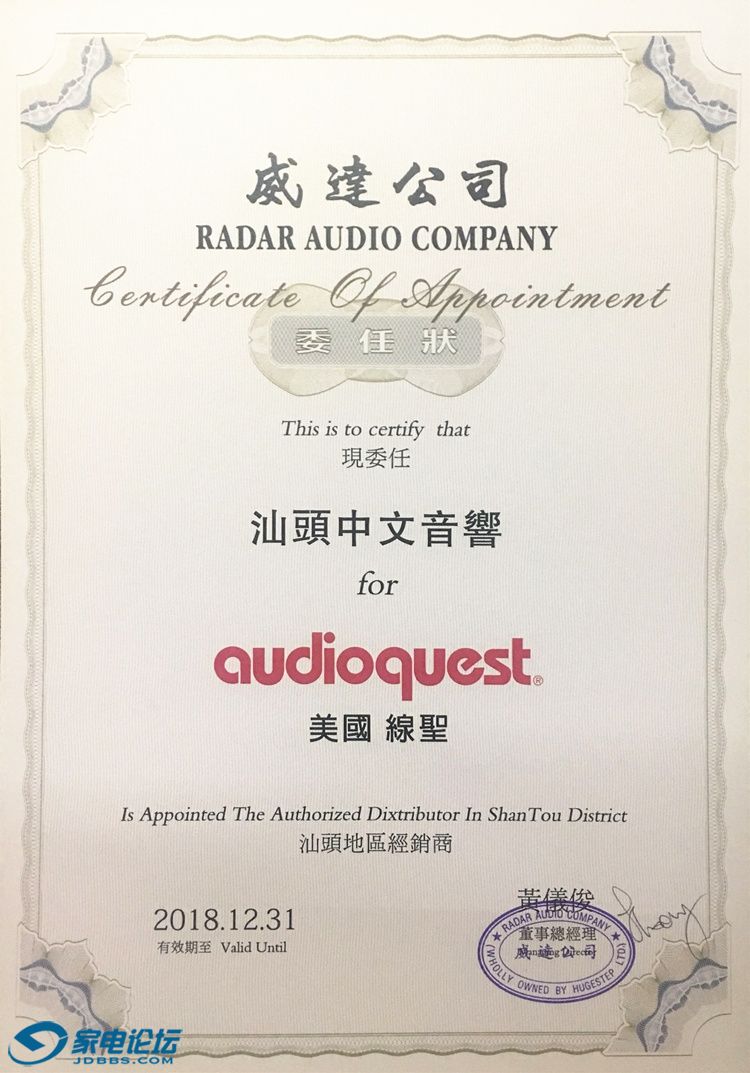 威達公司
RADAR AUDIO COMPANY
Certificate Of Appointment
委任狀
This is to certify that
現委任
汕頭中文音響
for
audioquest®
美國 線聖
Is Appointed The Authorized Dixtributor In ShanTou District
汕頭地區經銷商
2018.12.31
有效期至 Valid Until
黃儀俊
董事總經理
Managing Director
RADAR AUDIO COMPANY
威達公司
(WHOLLY OWNED BY HUGESTEP LTD)
家电论坛
JDBBS.COM